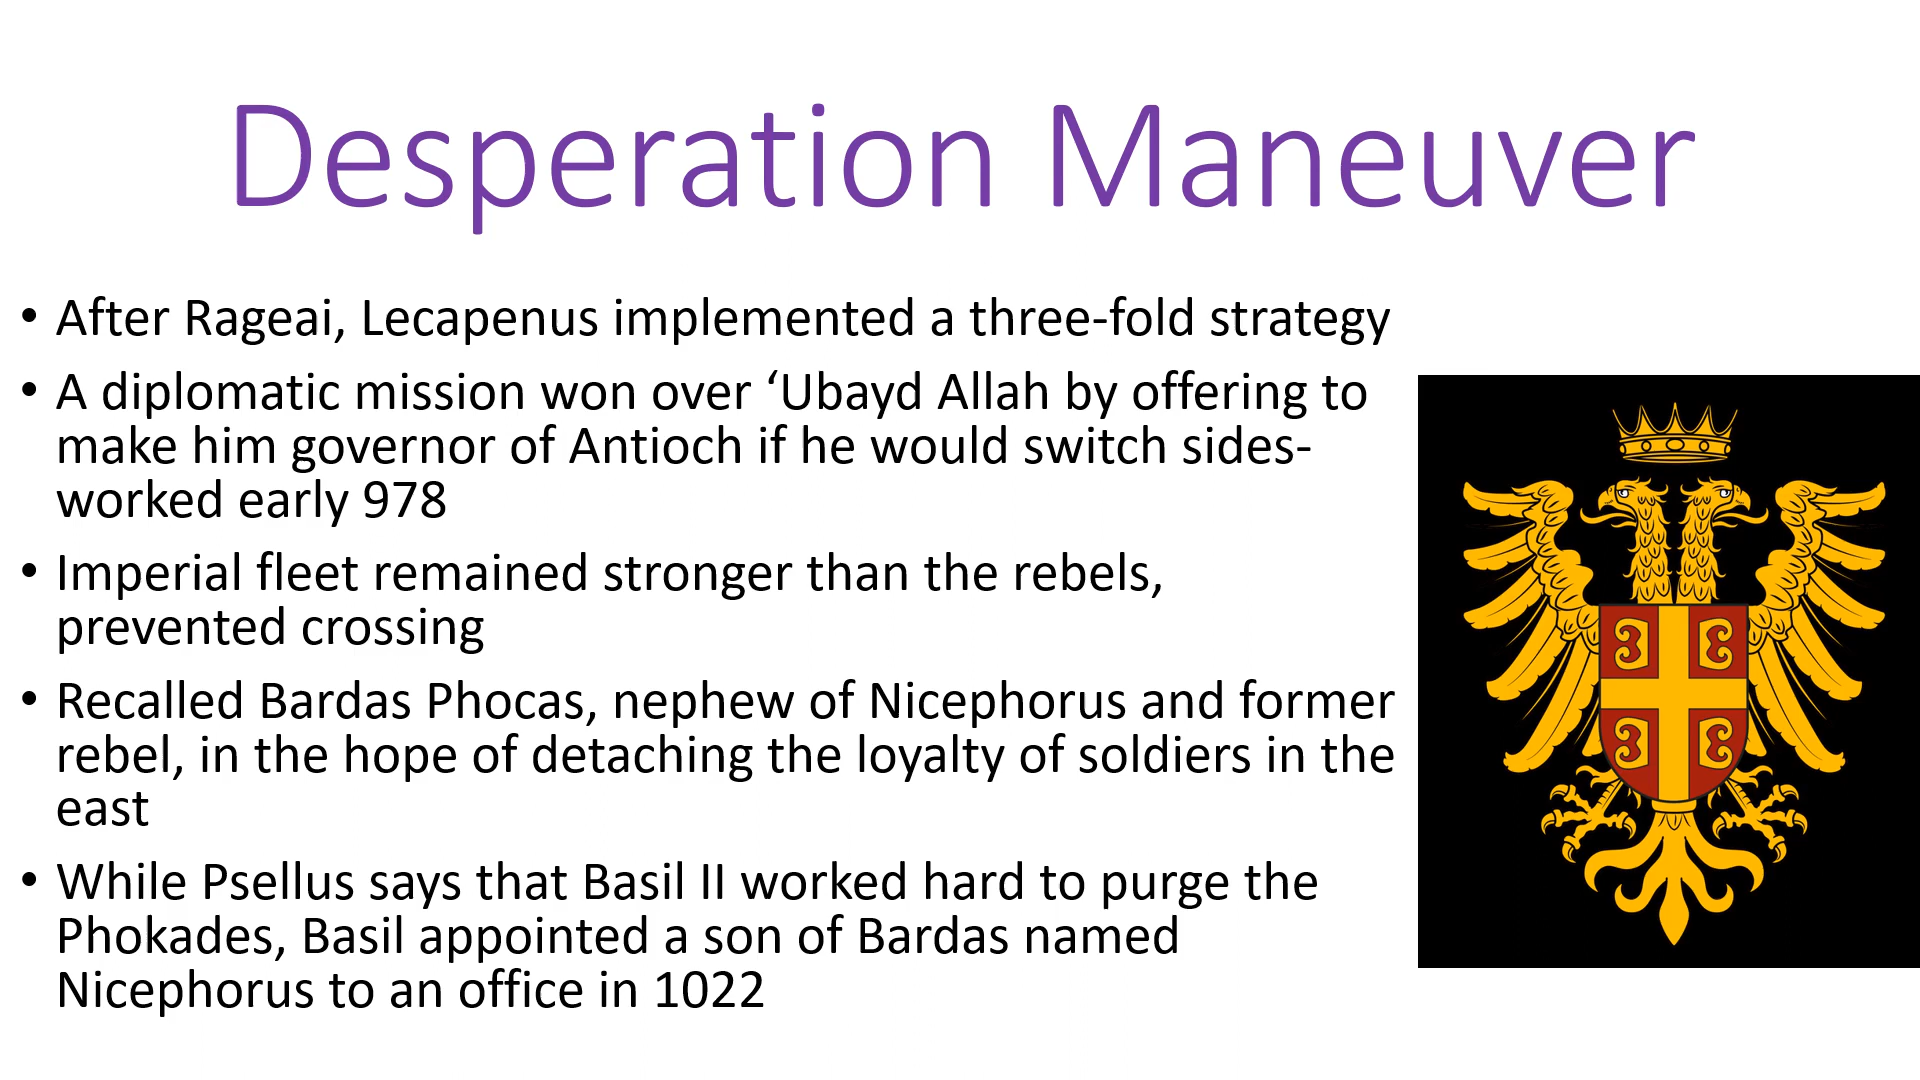 Desperation Maneuver
• After Rageai, Lecapenus implemented a three-fold strategy
• A diplomatic mission won over ‘Ubayd Allah by offering to
make him governor of Antioch if he would switch sides-
worked early 978
• Imperial fleet remained stronger than the rebels,
prevented crossing
• Recalled Bardas Phocas, nephew of Nicephorus and former
rebel, in the hope of detaching the loyalty of soldiers in the
east
• While Psellus says that Basil II worked hard to purge the
Phokades, Basil appointed a son of Bardas named
Nicephorus to an office in 1022